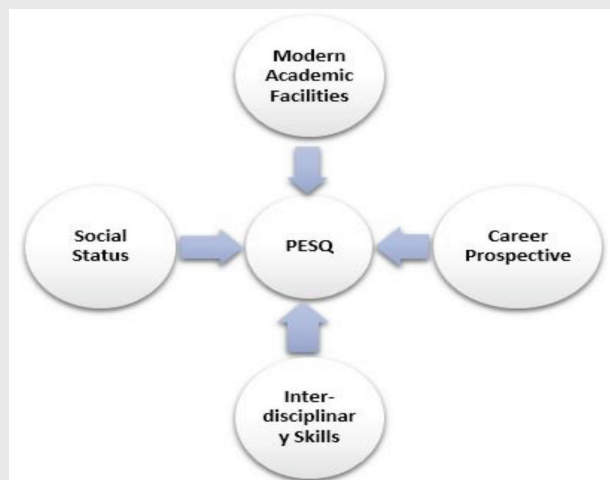 Modern
Academic
Facilities
Social
Status
PESQ
Career
Prospective
Inter-
disciplinar
y Skills